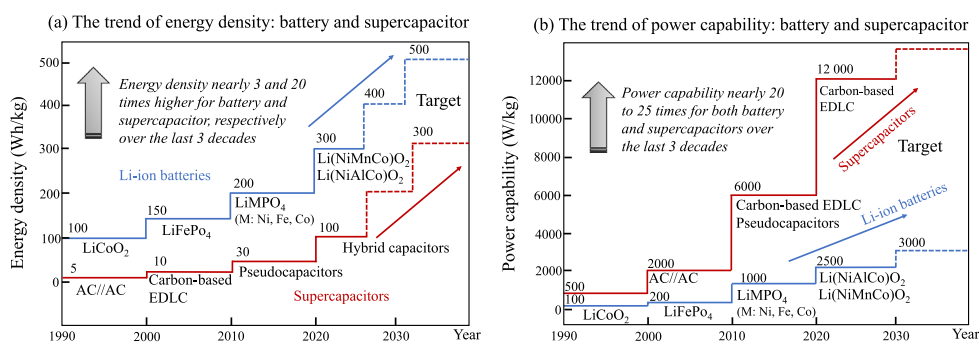 (a) The trend of energy density: battery and supercapacitor
Energy density (Wh/kg)
500
400
300
200
100
0
Energy density nearly 3 and 20
times higher for battery and
supercapacitor, respectively
over the last 3 decades
Li-ion batteries
100
LiCoO2
150
LiFePo4
200
LiMPO4
(M: Ni, Fe, Co)
300
Li(NiMnCo)O2
Li(NiAlCo)O2
400
500
Target
300
5
AC//AC
10
Carbon-based
EDLC
30
Pseudocapacitors
100
Hybrid capacitors
Supercapacitors
1990
2000
2010
2020
2030
Year
(b) The trend of power capability: battery and supercapacitor
Power capability (W/kg)
12000
10000
8000
13000
6000
4000
2000
0
Power capability nearly 20
to 25 times for both battery
and supercapacitors over
the last 3 decades
12 000
Carbon-based
EDLC
Supercapacitors
Target
6000
Carbon-based EDLC
Pseudocapacitors
Li-ion batteries
2000
AC//AC
500
100
LiCoO2
200
LiFePo4
1000
LiMPO4
(M: Ni, Fe, Co)
2500
Li(NiAlCo)O2
Li(NiMnCo)O2
3000
1990
2000
2010
2020
2030
Year